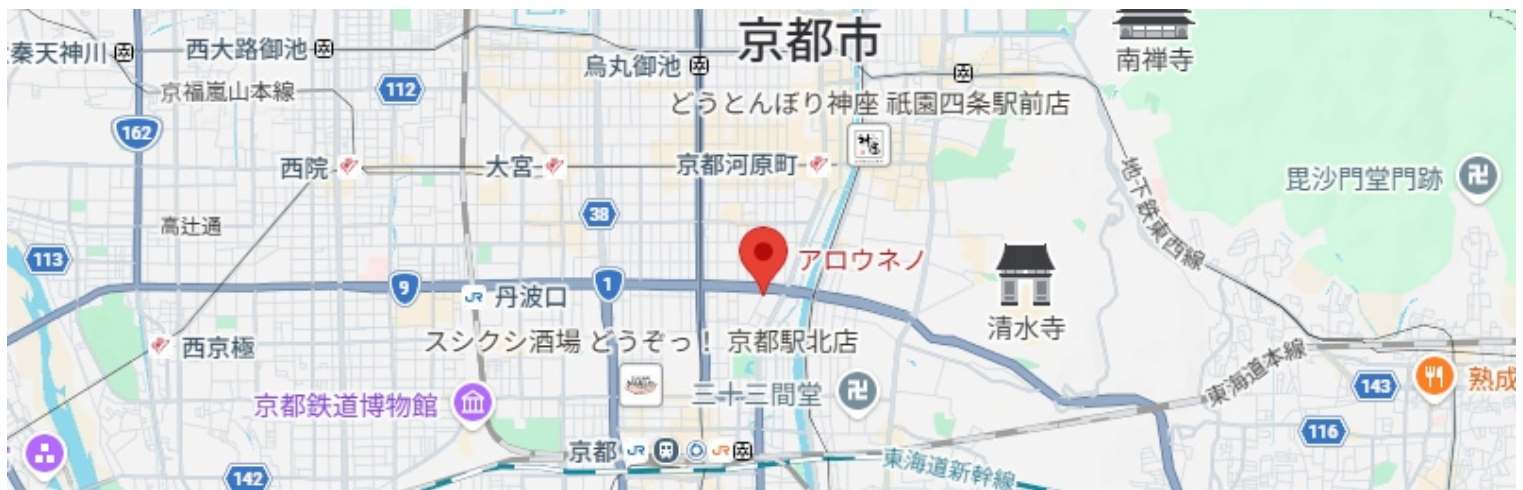 京都市
南禅寺
秦天神川
西大路御池
烏丸御池
京福嵐山本線
112
どうとんぼり神座 祇園四条駅前店
162
西院
大宮
京都河原町
地下鉄東西線
毘沙門堂門跡
高辻通
38
113
アロウネノ
9
JR 丹波口
1
清水寺
西京極
スシクシ酒場 どうぞっ！ 京都駅北店
京都鉄道博物館
三十三間堂
東海道本線
143
熟成
116
京都
JR
JR
東海道新幹線
142